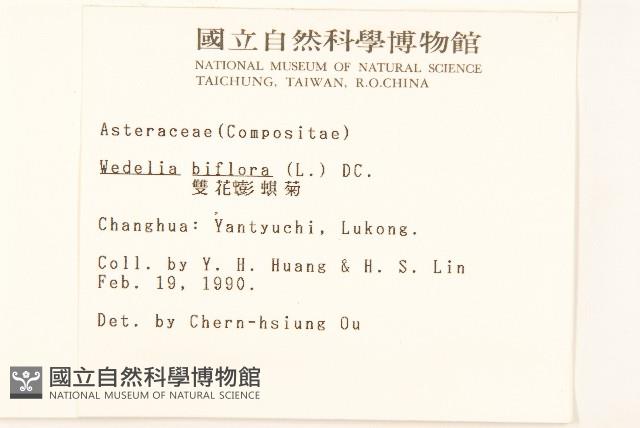 國立自然科學博物館
NATIONAL MUSEUM OF NATURAL SCIENCE
TAICHUNG, TAIWAN, R.O.CHINA
Asteraceae(Compositae)
Wedelia biflora (L.) DC.
雙花蟛蜞菊
Changhua: Yantyuchi, Lukong.
Coll. by Y. H. Huang & H. S. Lin
Feb. 19, 1990.
Det. by Chern-hsiung Ou
國立自然科學博物館
NATIONAL MUSEUM OF NATURAL SCIENCE